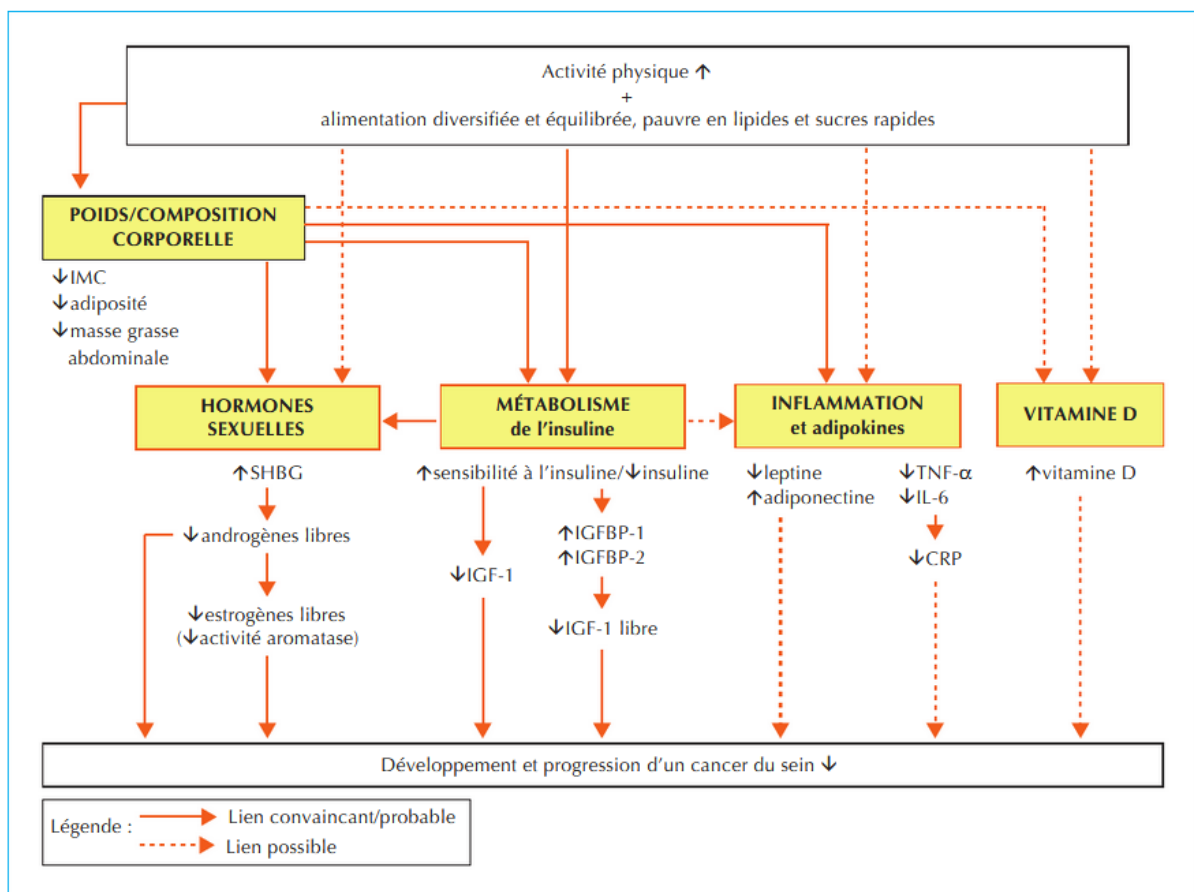 Activité physique ↑
+
alimentation diversifiée et équilibrée, pauvre en lipides et sucres rapides
POIDS/COMPOSITION
CORPORELLE
↓IMC
↓adiposité
↓masse grasse
abdominale
HORMONES
SEXUELLES
↑SHBG
↓androgènes libres
↓estrogènes libres
(↓activité aromatase)
MÉTABOLISME
de l’insuline
↑sensibilité à l’insuline/↓insuline
↓IGF-1
↑IGFBP-1
↑IGFBP-2
↓IGF-1 libre
INFLAMMATION
et adipokines
↓leptine
↑adiponectine
↓TNF-α
↓IL-6
↓CRP
VITAMINE D
↑vitamine D
Développement et progression d’un cancer du sein ↓
Légende :
Lien convaincant/probable
Lien possible